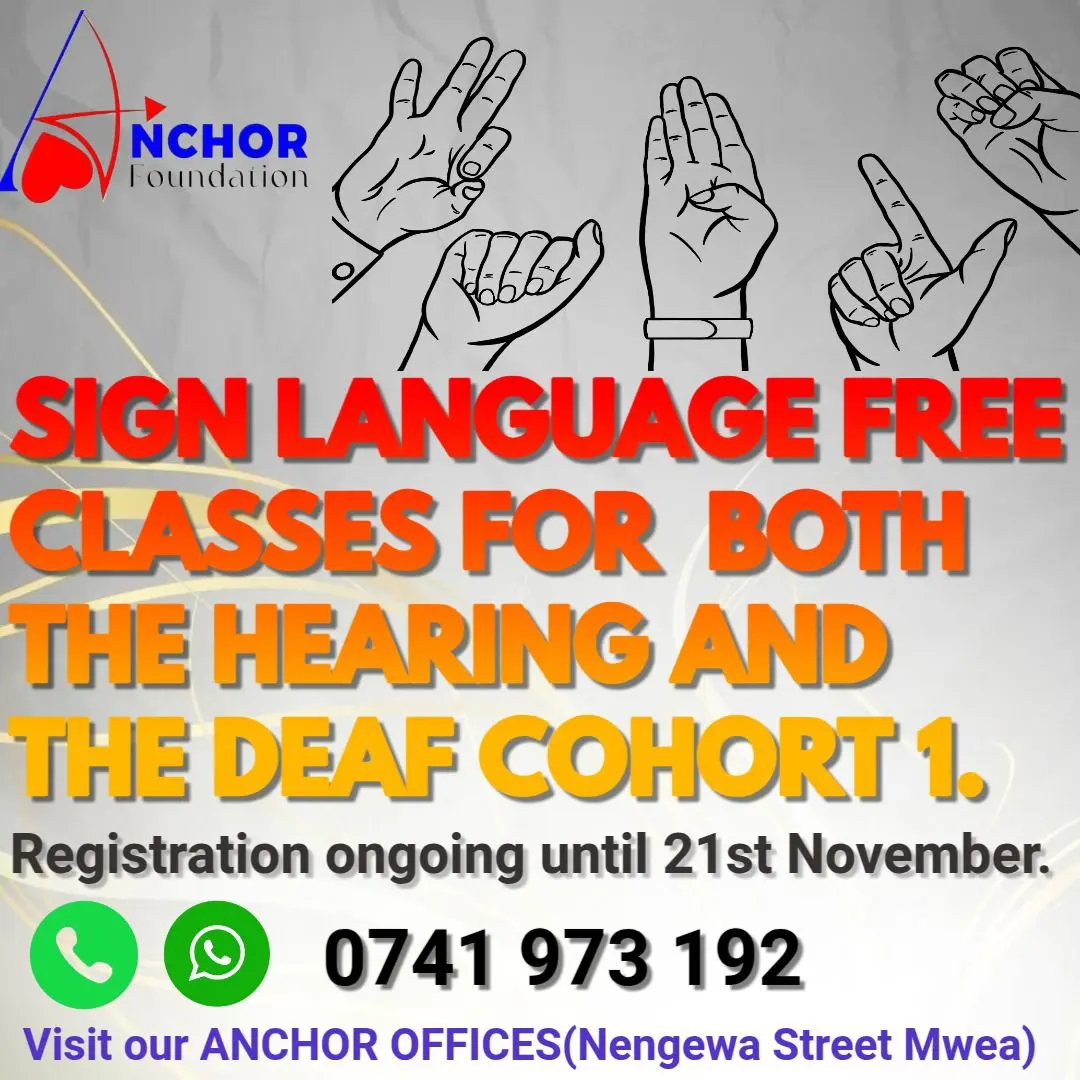 ANCHOR
Foundation
SIGN LANGUAGE FREE
CLASSES FOR BOTH
THE HEARING AND
THE DEAF COHORT 1.
Registration ongoing until 21st November.
0741 973 192
Visit our ANCHOR OFFICES(Nengewa Street Mwea)